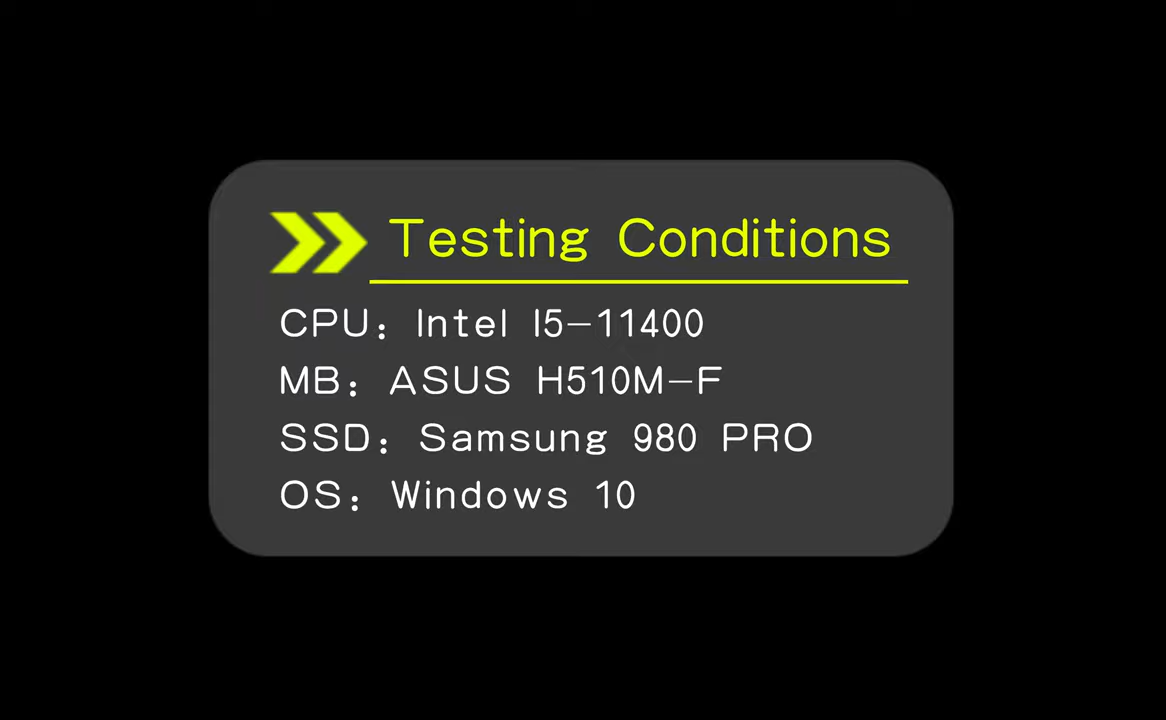 Testing Conditions
CPU：Intel I5-11400
MB：ASUS H510M-F
SSD：Samsung 980 PRO
OS：Windows 10